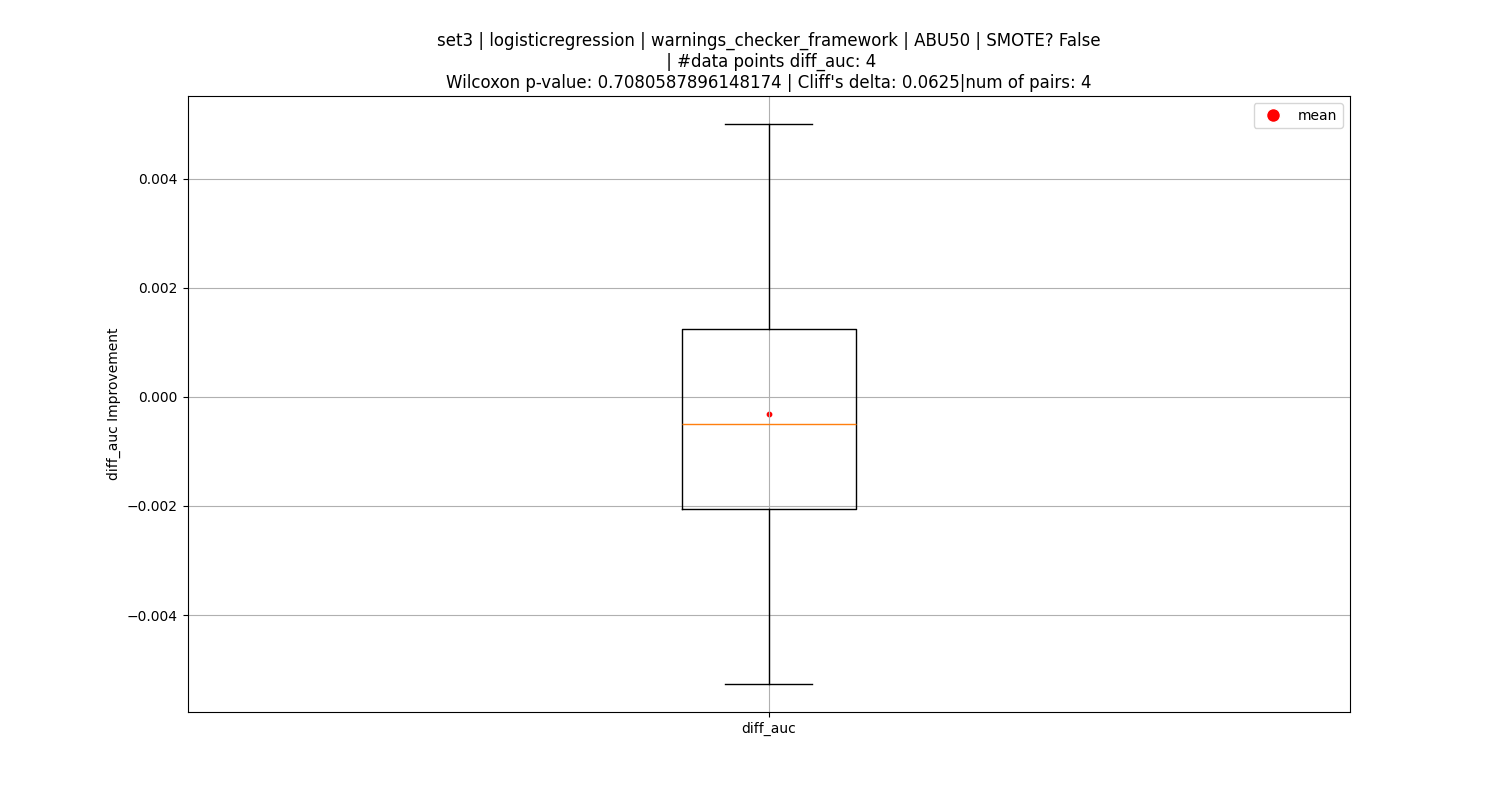 set3 | logisticregression | warnings_checker_framework | ABU50 | SMOTE? False
| #data points diff_auc: 4
Wilcoxon p-value: 0.7080587896148174 | Cliff's delta: 0.0625|num of pairs: 4
mean
0.004
0.002
0.000
−0.002
−0.004
diff_auc Improvement
diff_auc